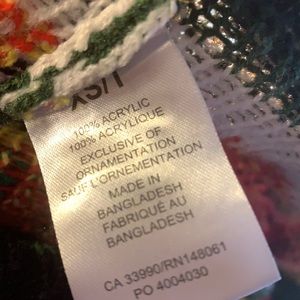 XS/T
100% ACRYLIC
100% ACRYLIQUE
EXCLUSIVE OF
ORNAMENTATION
SAUF L'ORNEMENTATION
MADE IN
BANGLADESH
FABRIQUÉ AU
BANGLADESH
CA 33990/RN148061
PO 4004030